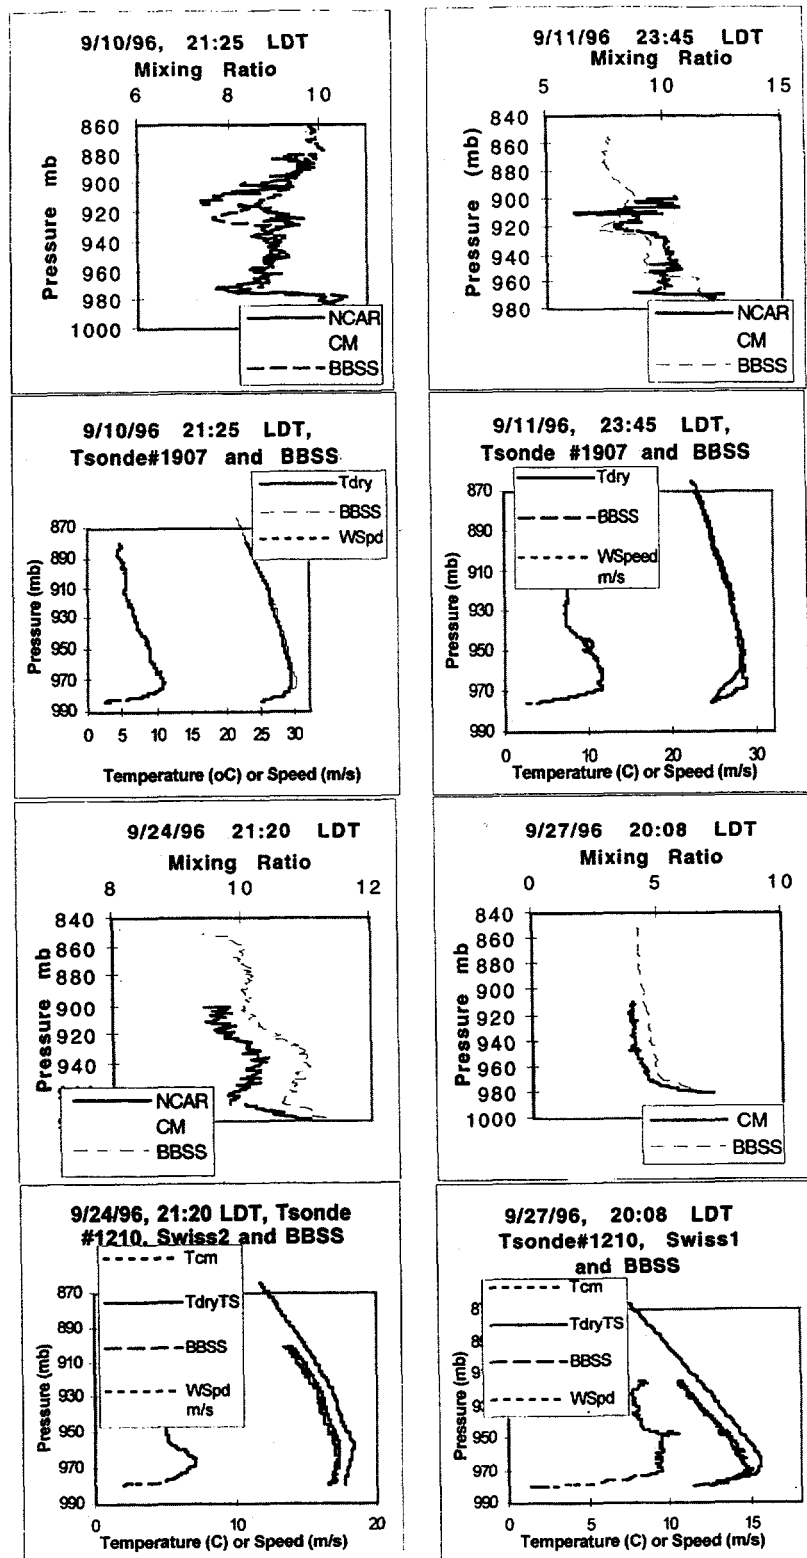 9/10/96, 21:25 LDT
Mixing Ratio
6 8 10
860
880
900
920
940
960
980
1000
Pressure mb
NCAR
CM
BBSS
9/11/96 23:45 LDT
Mixing Ratio
5 10 15
840
860
880
900
920
940
960
980
Pressure (mb)
NCAR
CM
BBSS
9/10/96 21:25 LDT,
Tsonde#1907 and BBSS
Tdry
BBSS
WSpd
870
890
910
930
950
970
990
Pressure (mb)
0 5 10 15 20 25 30
Temperature (oC) or Speed (m/s)
9/11/96, 23:45 LDT,
Tsonde #1907 and BBSS
Tdry
BBSS
WSpeed
m/s
870
890
910
930
950
970
990
Pressure (mb)
0 10 20 30
Temperature (C) or Speed (m/s)
9/24/96 21:20 LDT
Mixing Ratio
8 10 12
840
860
880
900
920
940
Pressure mb
NCAR
CM
BBSS
9/27/96 20:08 LDT
Mixing Ratio
0 5 10
840
860
880
900
920
940
960
980
1000
Pressure mb
CM
BBSS
9/24/96, 21:20 LDT, Tsonde
#1210, Swiss2 and BBSS
Tcm
TdryTS
BBSS
WSpd
m/s
870
890
910
930
950
970
990
Pressure (mb)
0 10 20
Temperature (C) or Speed (m/s)
9/27/96, 20:08 LDT
Tsonde#1210, Swiss1
and BBSS
Tcm
TdryTS
BBSS
WSpd
950
970
990
Pressure (mb)
0 5 10 15
Temperature (C) or Speed (m/s)